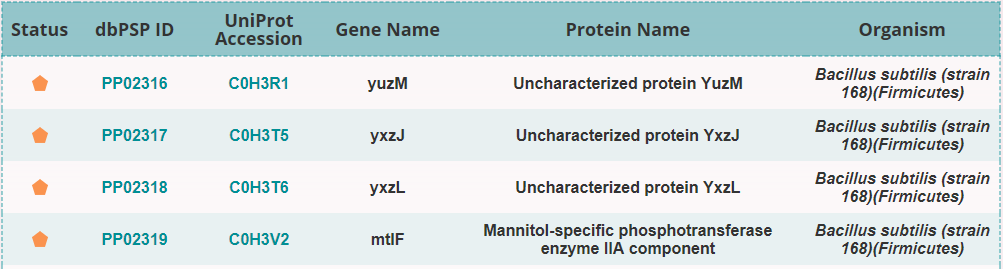 Status dbPSP ID UniProt Accession Gene Name Protein Name Organism
PP02316 C0H3R1 yuzM Uncharacterized protein YuzM Bacillus subtilis (strain 168)(Firmicutes)
PP02317 C0H3T5 yxzJ Uncharacterized protein YxzJ Bacillus subtilis (strain 168)(Firmicutes)
PP02318 C0H3T6 yxzL Uncharacterized protein YxzL Bacillus subtilis (strain 168)(Firmicutes)
PP02319 C0H3V2 mtlF Mannitol-specific phosphotransferase enzyme IIA component Bacillus subtilis (strain 168)(Firmicutes)